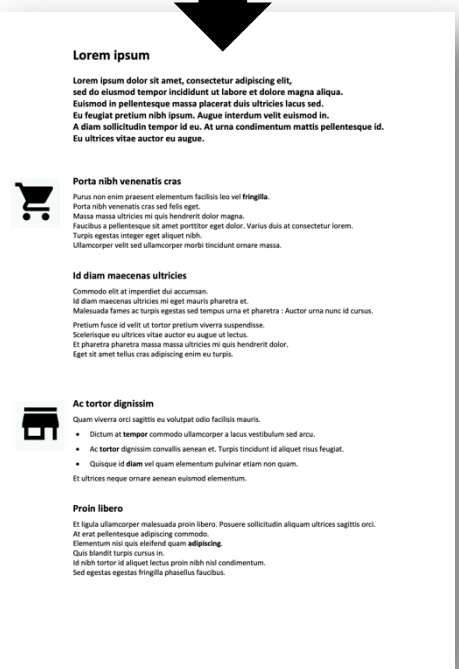 Lorem ipsum
Lorem ipsum dolor sit amet, consectetur adipiscing elit,
sed do eiusmod tempor incididunt ut labore et dolore magna aliqua.
Euismod in pellentesque massa placerat duis ultricies lacus sed.
Eu feugiat pretium nibh ipsum. Augue interdum velit euismod in.
A diam sollicitudin tempor id eu. At urna condimentum mattis pellentesque id.
Eu ultrices vitae auctor eu augue.
Porta nibh venenatis cras
Purus non enim praesent elementum facilisis leo vel fringilla.
Porta nibh venenatis cras sed felis eget.
Massa massa ultricies mi quis hendrerit dolor magna.
Faucibus a pellentesque sit amet porttitor eget dolor. Varius duis at consectetur lorem.
Turpis egestas integer eget aliquet nibh.
Ullamcorper velit sed ullamcorper morbi tincidunt ornare massa.
Id diam maecenas ultricies
Commodo elit at imperdiet dui accumsan.
Id diam maecenas ultricies mi eget mauris pharetra et.
Malesuada fames ac turpis egestas sed tempus urna et pharetra : Auctor urna nunc id cursus.
Pretium fusce id velit ut tortor pretium viverra suspendisse.
Scelerisque eu ultrices vitae auctor eu augue ut lectus.
Et pharetra pharetra massa massa ultricies mi quis hendrerit dolor.
Eget sit amet tellus cras adipiscing enim eu turpis.
Ac tortor dignissim
Quam viverra orci sagittis eu volutpat odio facilisis mauris.
• Dictum at tempor commodo ullamcorper a lacus vestibulum sed arcu.
• Ac tortor dignissim convallis aenean et. Turpis tincidunt id aliquet risus feugiat.
• Quisque id diam vel quam elementum pulvinar etiam non quam.
Et ultrices neque ornare aenean euismod elementum.
Proin libero
Et ligula ullamcorper malesuada proin libero. Posuere sollicitudin aliquam ultrices sagittis orci.
At erat pellentesque adipiscing commodo.
Elementum nisi quis eleifend quam adipiscing.
Quis blandit turpis cursus in.
Id nibh tortor id aliquet lectus proin nibh nisl condimentum.
Sed egestas egestas fringilla phasellus faucibus.